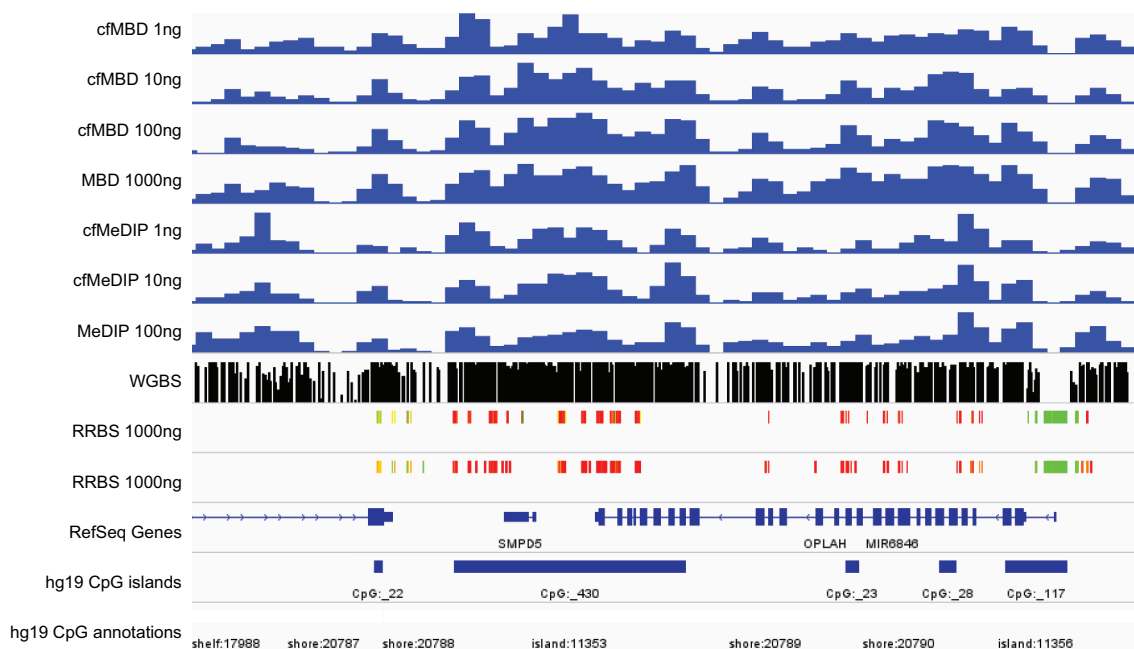 cfMBD 1ng
cfMBD 10ng
cfMBD 100ng
MBD 1000ng
cfMeDIP 1ng
cfMeDIP 10ng
MeDIP 100ng
WGBS
RRBS 1000ng
RRBS 1000ng
RefSeq Genes
SMPD5 OPLAH MIR6846
hg19 CpG islands
CpG:_22 CpG:_430 CpG:_23 CpG:_28 CpG:_117
hg19 CpG annotations
shelf:17988 shore:20787 shore:20788 island:11353 shore:20789 shore:20790 island:11356